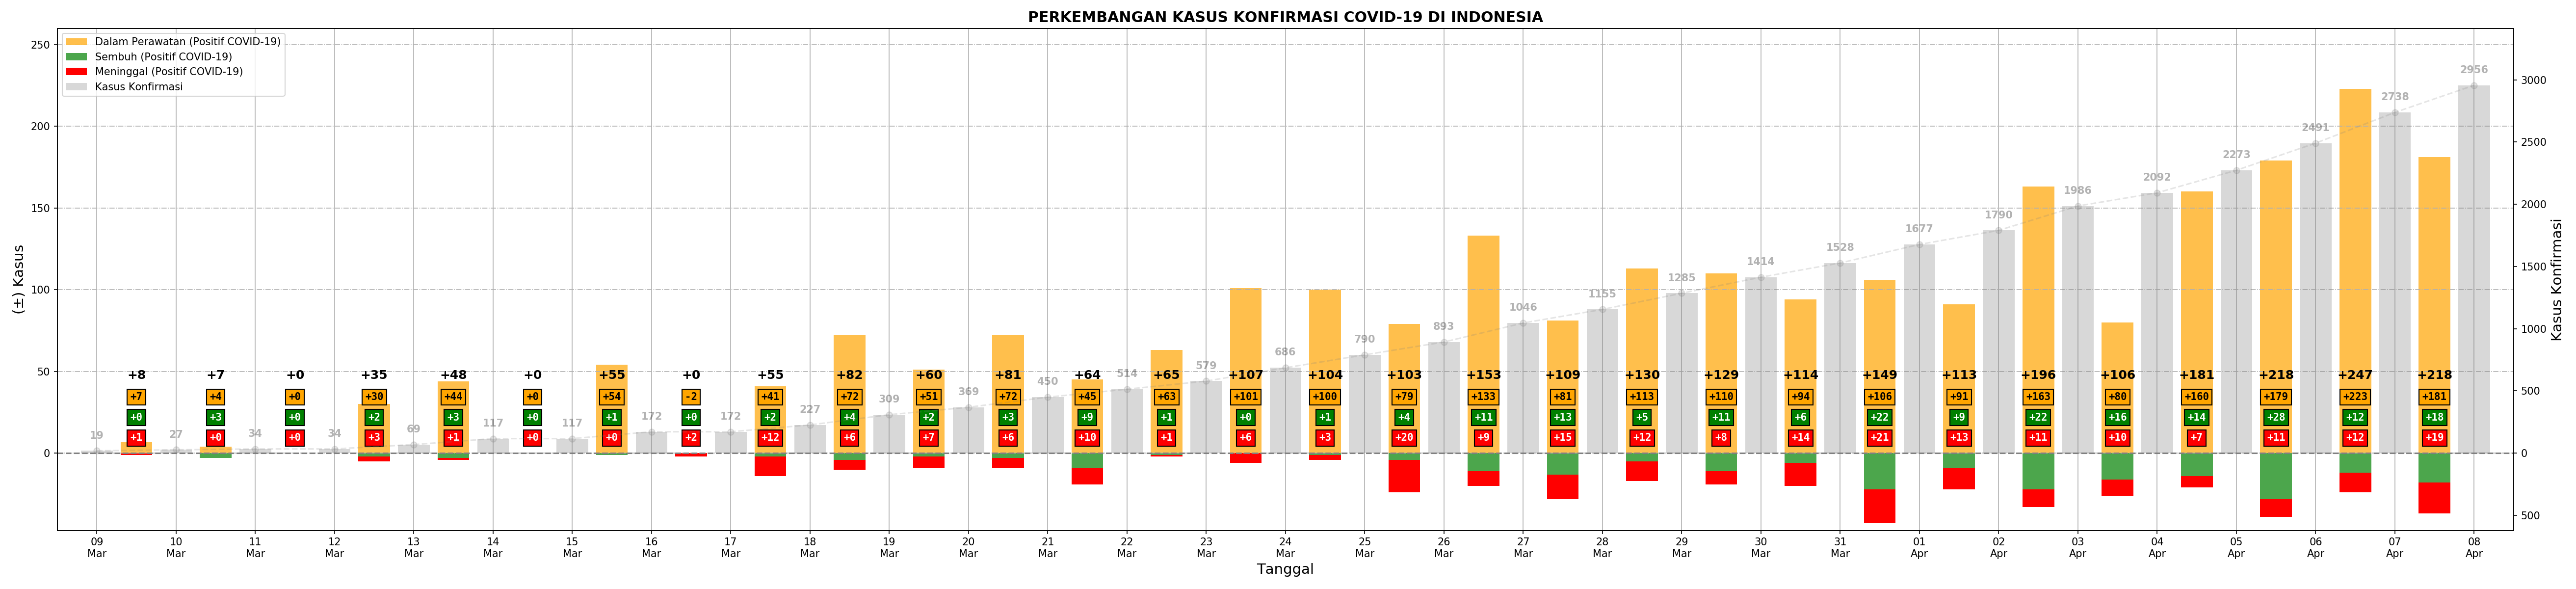 PERKEMBANGAN KASUS KONFIRMASI COVID-19 DI INDONESIA
Dalam Perawatan (Positif COVID-19)
Sembuh (Positif COVID-19)
Meninggal (Positif COVID-19)
Kasus Konfirmasi
(±) Kasus
250
200
150
100
50
0
Kasus Konfirmasi
3000
2500
2000
1500
1000
500
0
500
19 27 34 34 69 117 117 172 172 227 309 369 450 514 579 686 790 893 1046 1155 1285 1414 1528 1677 1790 1986 2092 2273 2491 2738 2956
+8 +7 +0 +35 +48 +0 +55 +0 +55 +82 +60 +81 +64 +65 +107 +104 +103 +153 +109 +130 +129 +114 +149 +113 +196 +106 +181 +218 +247 +218
+7 +4 +0 +30 +44 +0 +54 -2 +41 +72 +51 +72 +45 +63 +101 +100 +79 +133 +81 +113 +110 +94 +106 +91 +163 +80 +160 +179 +223 +181
+0 +3 +0 +2 +3 +0 +1 +0 +2 +4 +2 +3 +9 +1 +0 +1 +4 +11 +13 +5 +11 +6 +22 +9 +22 +16 +14 +28 +12 +18
+1 +0 +0 +3 +1 +0 +0 +2 +12 +6 +7 +6 +10 +1 +6 +3 +20 +9 +15 +12 +8 +14 +21 +13 +11 +10 +7 +11 +12 +19
09 10 11 12 13 14 15 16 17 18 19 20 21 22 23 24 25 26 27 28 29 30 31 01 02 03 04 05 06 07 08
Mar Mar Mar Mar Mar Mar Mar Mar Mar Mar Mar Mar Mar Mar Mar Mar Mar Mar Mar Mar Mar Mar Mar Apr Apr Apr Apr Apr Apr Apr Apr
Tanggal